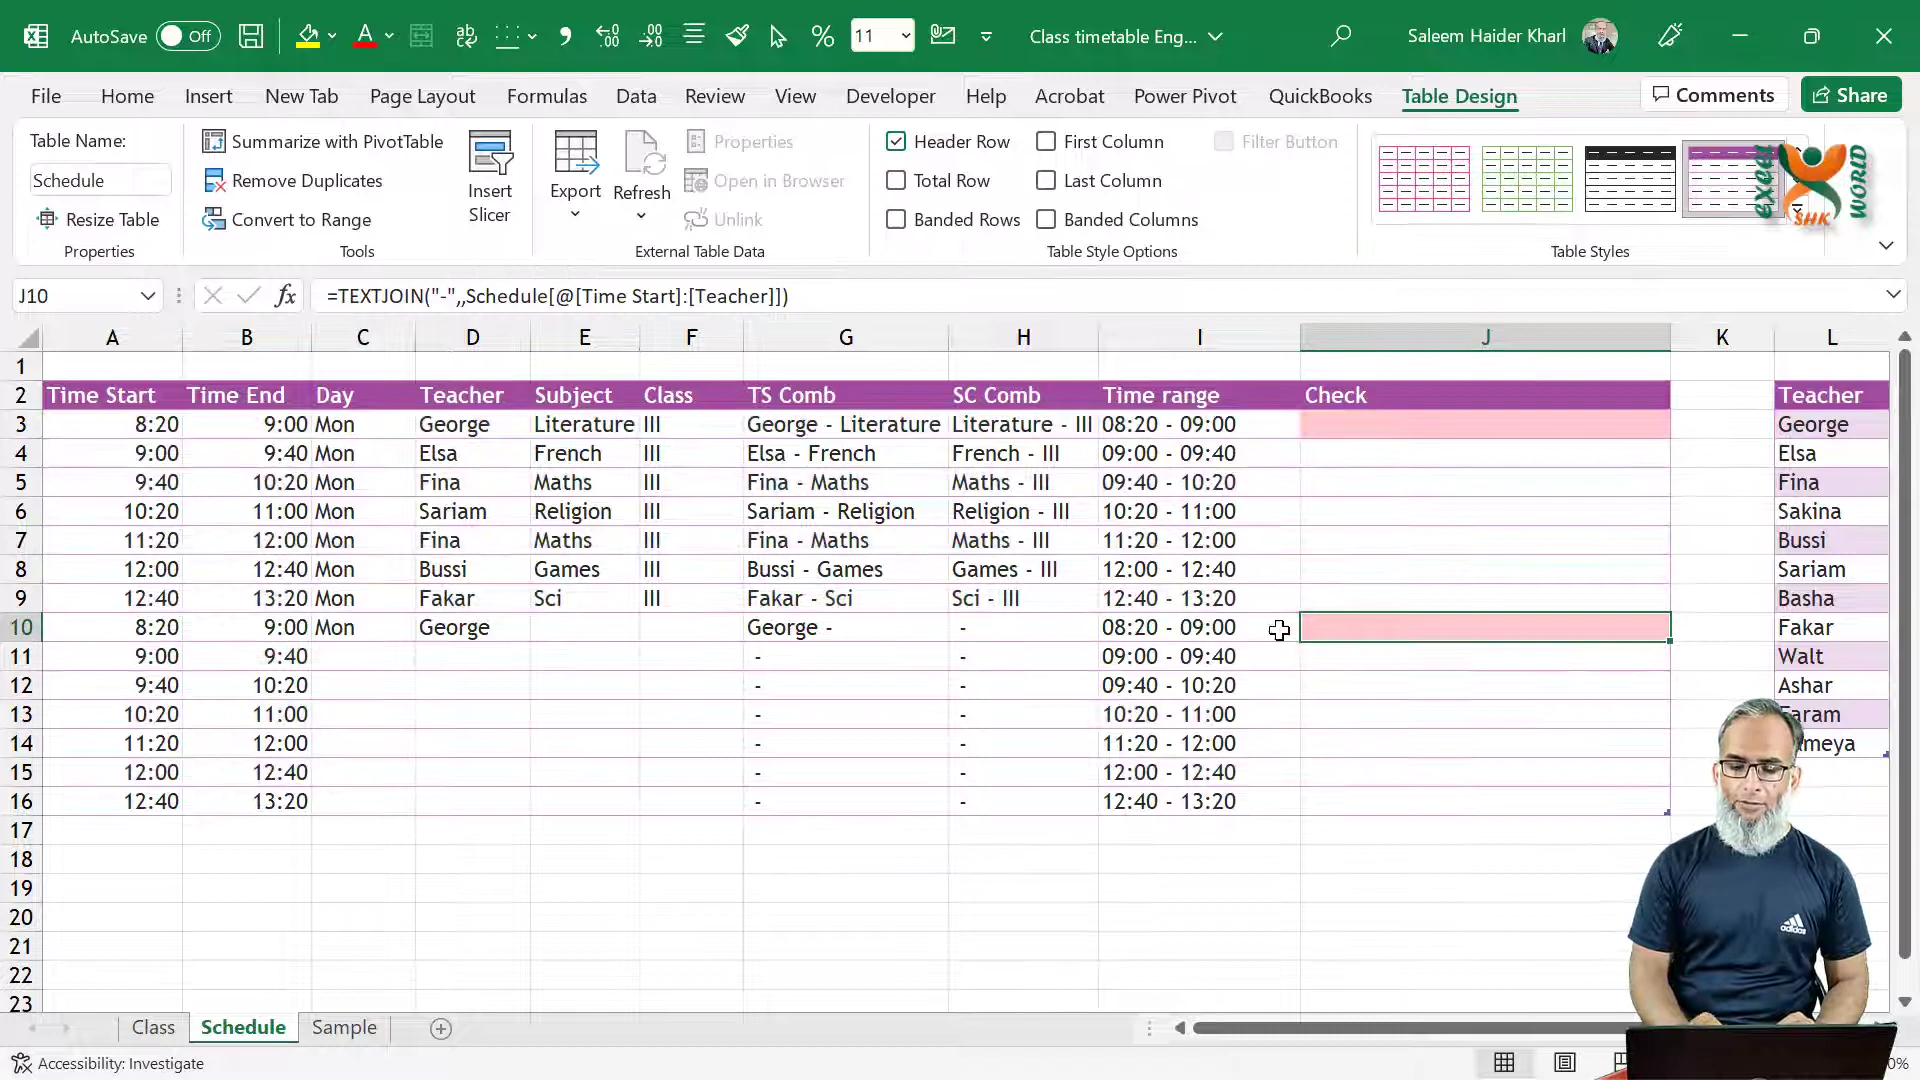 AutoSave Off 11 Class timetable Eng... Saleem Haider Kharl
File Home Insert New Tab Page Layout Formulas Data Review View Developer Help Acrobat Power Pivot QuickBooks Table Design Comments Share
Table Name: Summarize with PivotTable Properties Header Row First Column Filter Button
Schedule Remove Duplicates Insert Slicer Export Refresh Open in Browser Total Row Last Column
Resize Table Convert to Range Unlink Banded Rows Banded Columns
Properties Tools External Table Data Table Style Options Table Styles
EXCEL SHK WORLD
J10 fx =TEXTJOIN("-",,Schedule[@[Time Start]:[Teacher]])
A B C D E F G H I J K L
1
2 Time Start Time End Day Teacher Subject Class TS Comb SC Comb Time range Check Teacher
3 8:20 9:00 Mon George Literature III George - Literature Literature - III 08:20 - 09:00 George
4 9:00 9:40 Mon Elsa French III Elsa - French French - III 09:00 - 09:40 Elsa
5 9:40 10:20 Mon Fina Maths III Fina - Maths Maths - III 09:40 - 10:20 Fina
6 10:20 11:00 Mon Sariam Religion III Sariam - Religion Religion - III 10:20 - 11:00 Sakina
7 11:20 12:00 Mon Fina Maths III Fina - Maths Maths - III 11:20 - 12:00 Bussi
8 12:00 12:40 Mon Bussi Games III Bussi - Games Games - III 12:00 - 12:40 Sariam
9 12:40 13:20 Mon Fakar Sci III Fakar - Sci Sci - III 12:40 - 13:20 Basha
10 8:20 9:00 Mon George George - - 08:20 - 09:00 Fakar
11 9:00 9:40 - - 09:00 - 09:40 Walt
12 9:40 10:20 - - 09:40 - 10:20 Ashar
13 10:20 11:00 - - 10:20 - 11:00
14 11:20 12:00 - - 11:20 - 12:00
15 12:00 12:40 - - 12:00 - 12:40
16 12:40 13:20 - - 12:40 - 13:20
17
18
19
20
21
22
23
adidas
Class Schedule Sample
Accessibility: Investigate